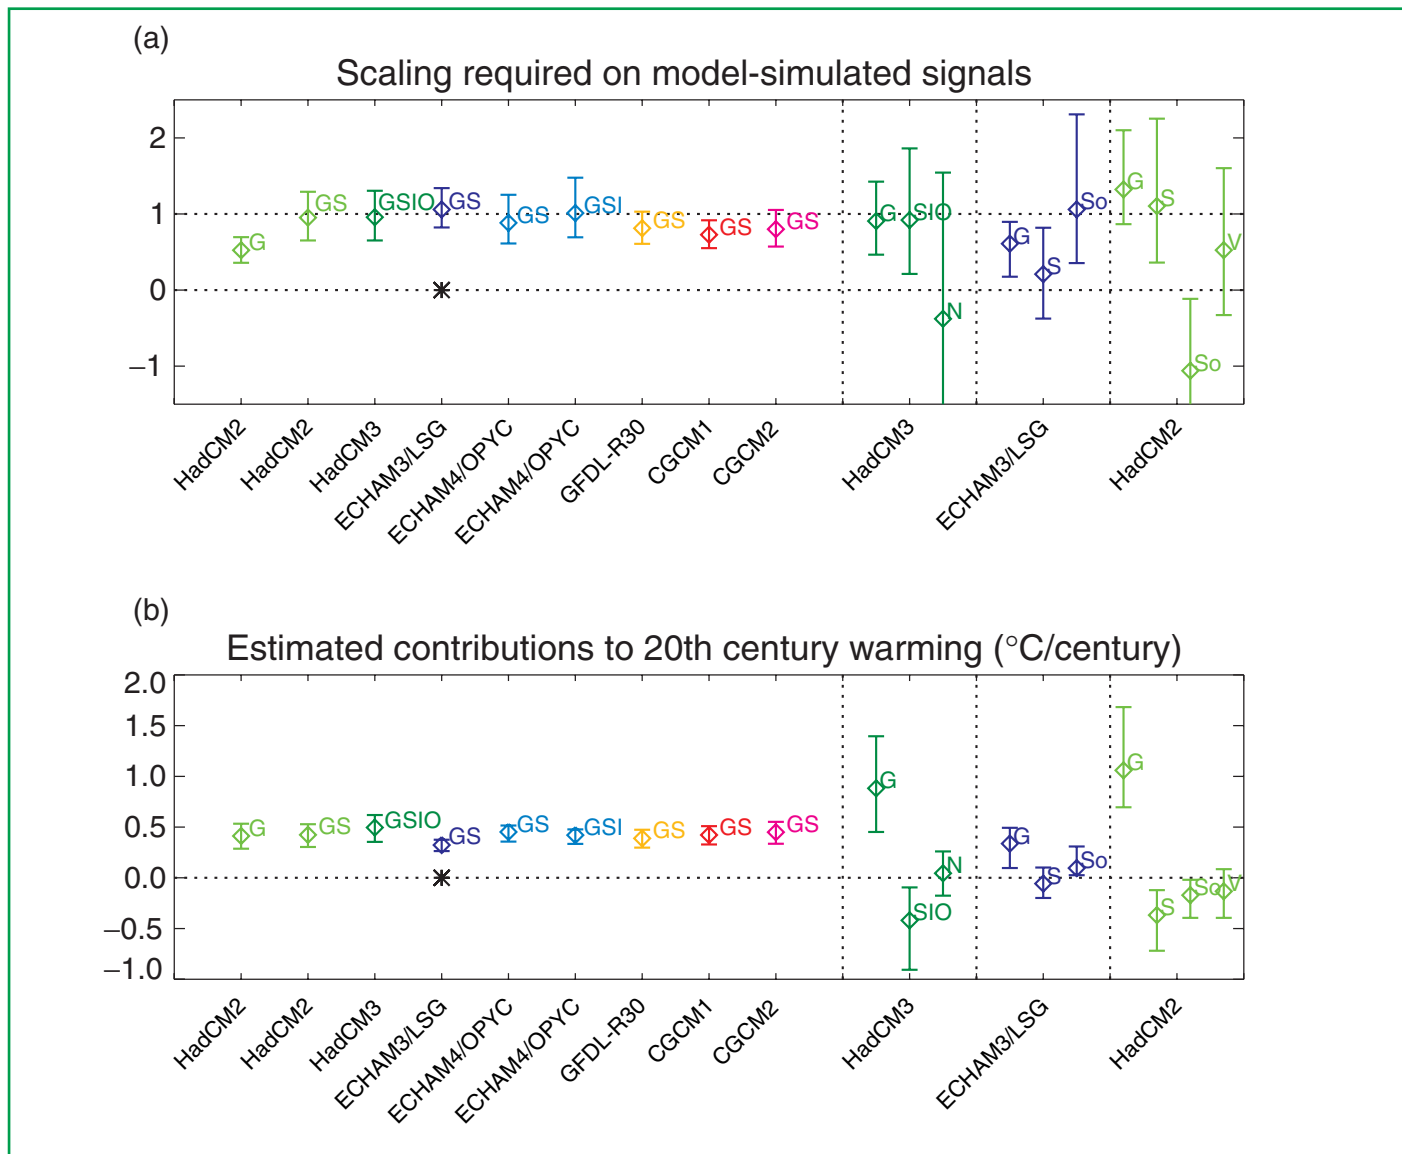 (a)
Scaling required on model-simulated signals
2
1
0
–1
G
GS
GSIO
GS
GS
GSI
GS
GS
GS
G
SIO
N
G
S
So
G
S
So
V
HadCM2
HadCM2
HadCM3
ECHAM3/LSG
ECHAM4/OPYC
ECHAM4/OPYC
GFDL-R30
CGCM1
CGCM2
HadCM3
ECHAM3/LSG
HadCM2
(b)
Estimated contributions to 20th century warming (°C/century)
2.0
1.5
1.0
0.5
0.0
–0.5
–1.0
G
GS
GSIO
GS
GS
GSI
GS
GS
GS
G
SIO
N
G
S
So
G
S
So
V
HadCM2
HadCM2
HadCM3
ECHAM3/LSG
ECHAM4/OPYC
ECHAM4/OPYC
GFDL-R30
CGCM1
CGCM2
HadCM3
ECHAM3/LSG
HadCM2